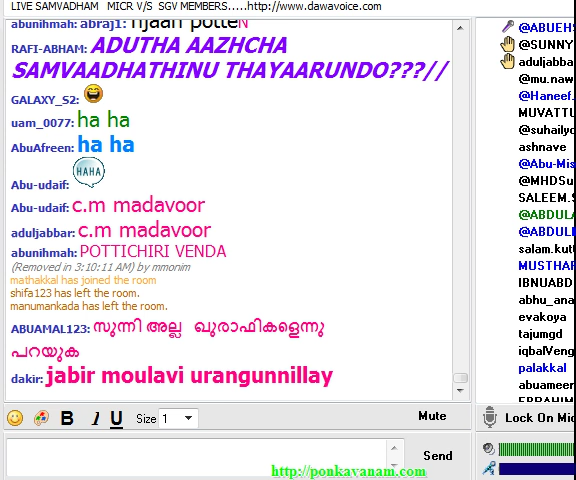 LIVE SAMVADHAM MICR V/S SGV MEMBERS.....http://www.dawavoice.com
abunihmah: abraj1: njaan potteN
RAFI-ABHAM: ADUTHA AAZHCHA
SAMVAADHATHINU THAYAARUNDO???//
GALAXY_S2:
uam_0077: ha ha
AbuAfreen: ha ha
Abu-udaif: HAHA
Abu-udaif: c.m madavoor
aduljabbar: c.m madavoor
abunihmah: POTTICHIRI VENDA
(Removed in 3:10:11 AM) by mmonim
mathakkal has joined the room
shifa123 has left the room.
manumankada has left the room.
ABUAMAL123: സുന്നി അല്ല ഖുറാഫികളെന്നു
പറയുക
dakir: jabir moulavi urangunnillay
B I U Size 1 Mute
Send
http://ponkavanam.com
@ABUEHS
@SUNNY
aduljabbar
@mu.naw
@Haneef.
MUVATTU
@suhailyo
ashnave
@Abu-Mis
@MHDSu
SALEEM.S
@ABDULA
@ABDULI
salam.kutt
MUSTHAF
IBNUABD
abhu_ana
evakoya
tajumgd
iqbalVeng
palakkal
abuameer
EBRAHIM
Lock On Mic